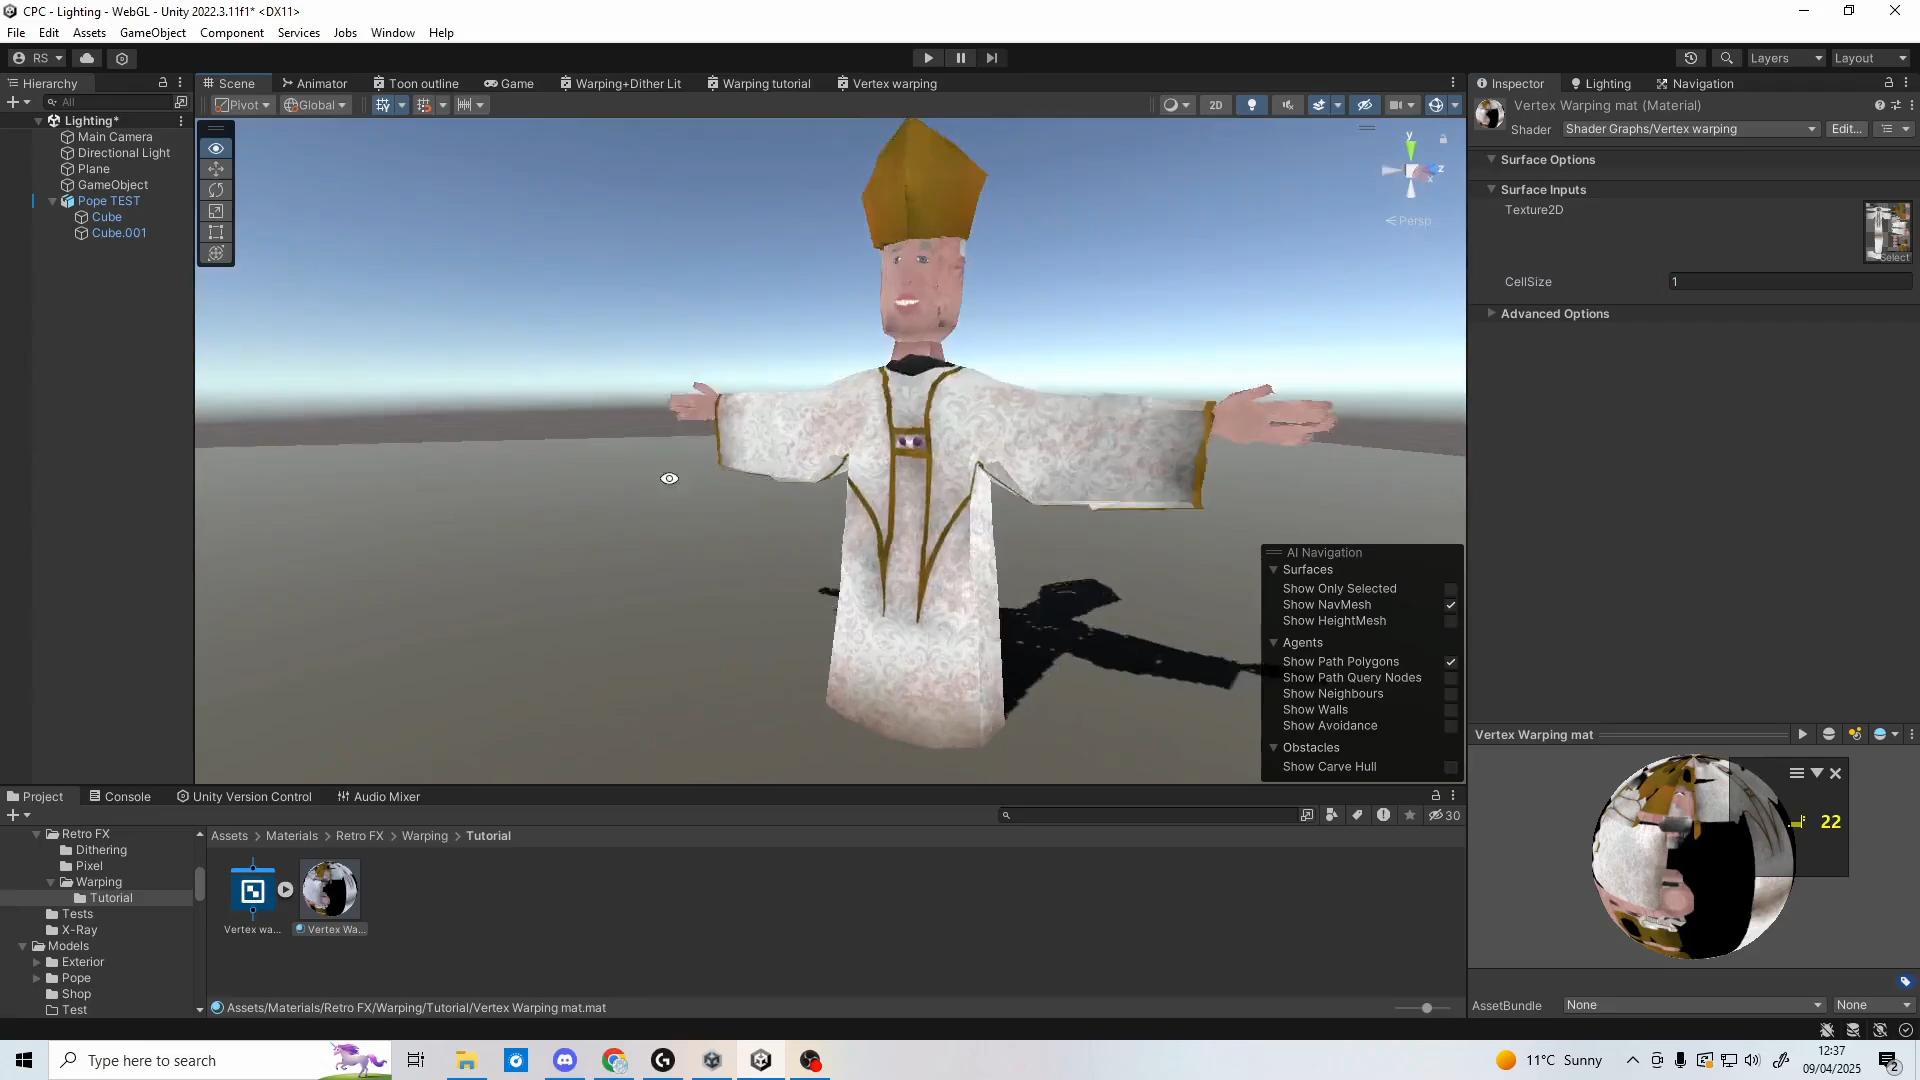 CPC - Lighting - WebGL - Unity 2022.3.11f1* <DX11>
File Edit Assets GameObject Component Services Jobs Window Help
RS
Layers Layout
Hierarchy
Scene Animator Toon outline Game Warping+Dither Lit Warping tutorial Vertex warping
Inspector Lighting Navigation
All
Pivot Global
2D
Vertex Warping mat (Material)
Shader Shader Graphs/Vertex warping Edit...
Lighting*
Main Camera
Directional Light
Plane
GameObject
Pope TEST
Cube
Cube.001
y
z
x
Persp
Surface Options
Surface Inputs
Texture2D
Select
CellSize 1
Advanced Options
AI Navigation
Surfaces
Show Only Selected
Show NavMesh
Show HeightMesh
Agents
Show Path Polygons
Show Path Query Nodes
Show Neighbours
Show Walls
Show Avoidance
Obstacles
Show Carve Hull
Vertex Warping mat
22
AssetBundle None None
Project Console Unity Version Control Audio Mixer
30
Retro FX
Dithering
Pixel
Warping
Tutorial
Tests
X-Ray
Models
Exterior
Pope
Shop
Test
Assets > Materials > Retro FX > Warping > Tutorial
Vertex wa...
Vertex Wa...
Assets/Materials/Retro FX/Warping/Tutorial/Vertex Warping mat.mat
Type here to search
11°C Sunny
12:37
09/04/2025
2